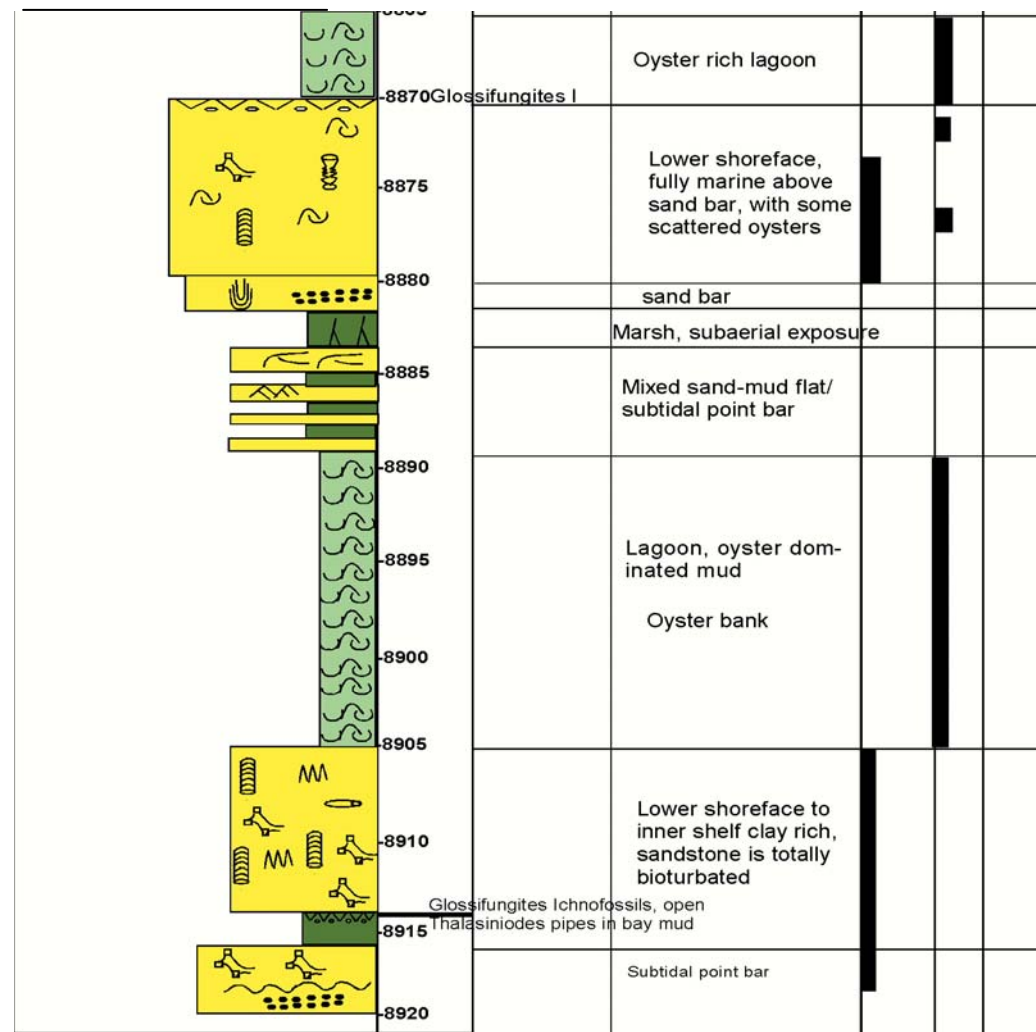 8865
Oyster rich lagoon
-8870 Glossifungites I
Lower shoreface,
fully marine above
sand bar, with some
scattered oysters
-8875
-8880
sand bar
Marsh, subaerial exposure
-8885
Mixed sand-mud flat/
subtidal point bar
-8890
Lagoon, oyster dom-
inated mud
-8895
Oyster bank
-8900
-8905
Lower shoreface to
inner shelf clay rich,
sandstone is totally
bioturbated
-8910
Glossifungites Ichnofossils, open
Thalasiniodes pipes in bay mud
-8915
Subtidal point bar
-8920